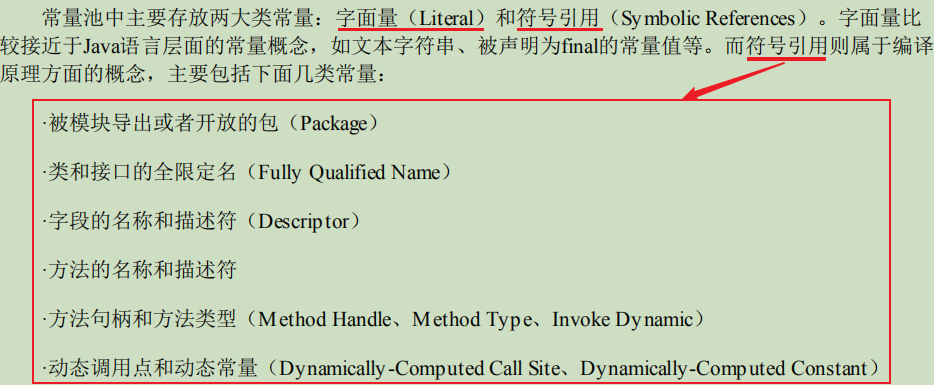 常量池中主要存放两大类常量：字面量（Literal）和符号引用（Symbolic References）。字面量比
较接近于Java语言层面的常量概念，如文本字符串、被声明为final的常量值等。而符号引用则属于编译
原理方面的概念，主要包括下面几类常量：
·被模块导出或者开放的包（Package）
·类和接口的全限定名（Fully Qualified Name）
·字段的名称和描述符（Descriptor）
·方法的名称和描述符
·方法句柄和方法类型（Method Handle、Method Type、Invoke Dynamic）
·动态调用点和动态常量（Dynamically-Computed Call Site、Dynamically-Computed Constant）